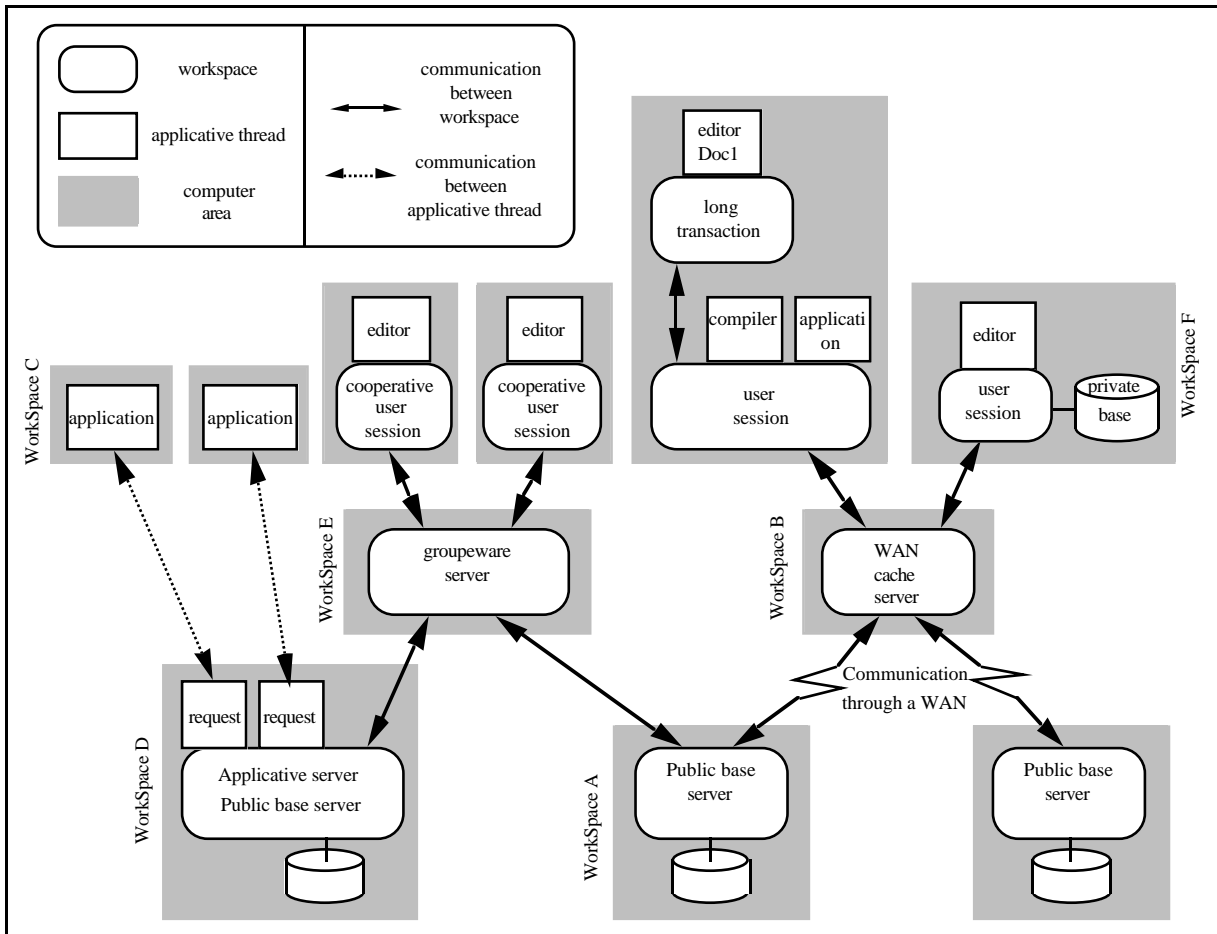 workspace
applicative thread
computer
area
communication
between
workspace
communication
between
applicative thread
editor
Doc1
long
transaction
compiler
applicati
on
user
session
WorkSpace C
application
application
editor
cooperative
user
session
editor
cooperative
user
session
editor
user
session
private
base
WorkSpace F
WorkSpace E
groupeware
server
WorkSpace B
WAN
cache
server
Communication
through a WAN
WorkSpace D
request
request
Applicative server
Public base server
WorkSpace A
Public base
server
Public base
server